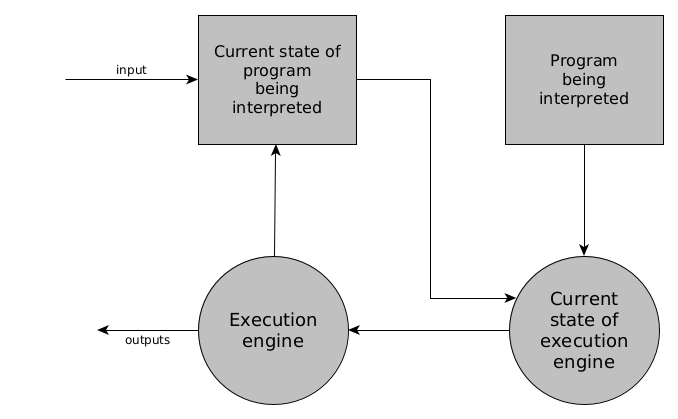 input
Current state of
program
being
interpreted
Program
being
interpreted
Execution
engine
outputs
Current
state of
execution
engine